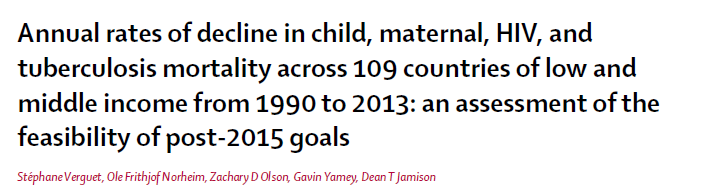 Annual rates of decline in child, maternal, HIV, and
tuberculosis mortality across 109 countries of low and
middle income from 1990 to 2013: an assessment of the
feasibility of post-2015 goals
Stéphane Verguet, Ole Frithjof Norheim, Zachary D Olson, Gavin Yamey, Dean T Jamison